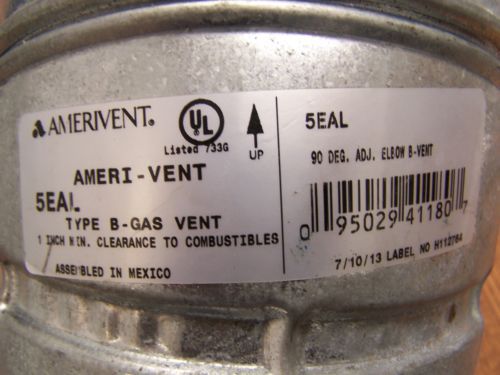 AMERIVENT®
UL
Listed 733G
UP
AMERI-VENT
5EAL
TYPE B-GAS VENT
1 INCH MIN. CLEARANCE TO COMBUSTIBLES
ASSEMBLED IN MEXICO
5EAL
90 DEG. ADJ. ELBOW B-VENT
0 95029 41180 7
7/10/13 LABEL NO H112764